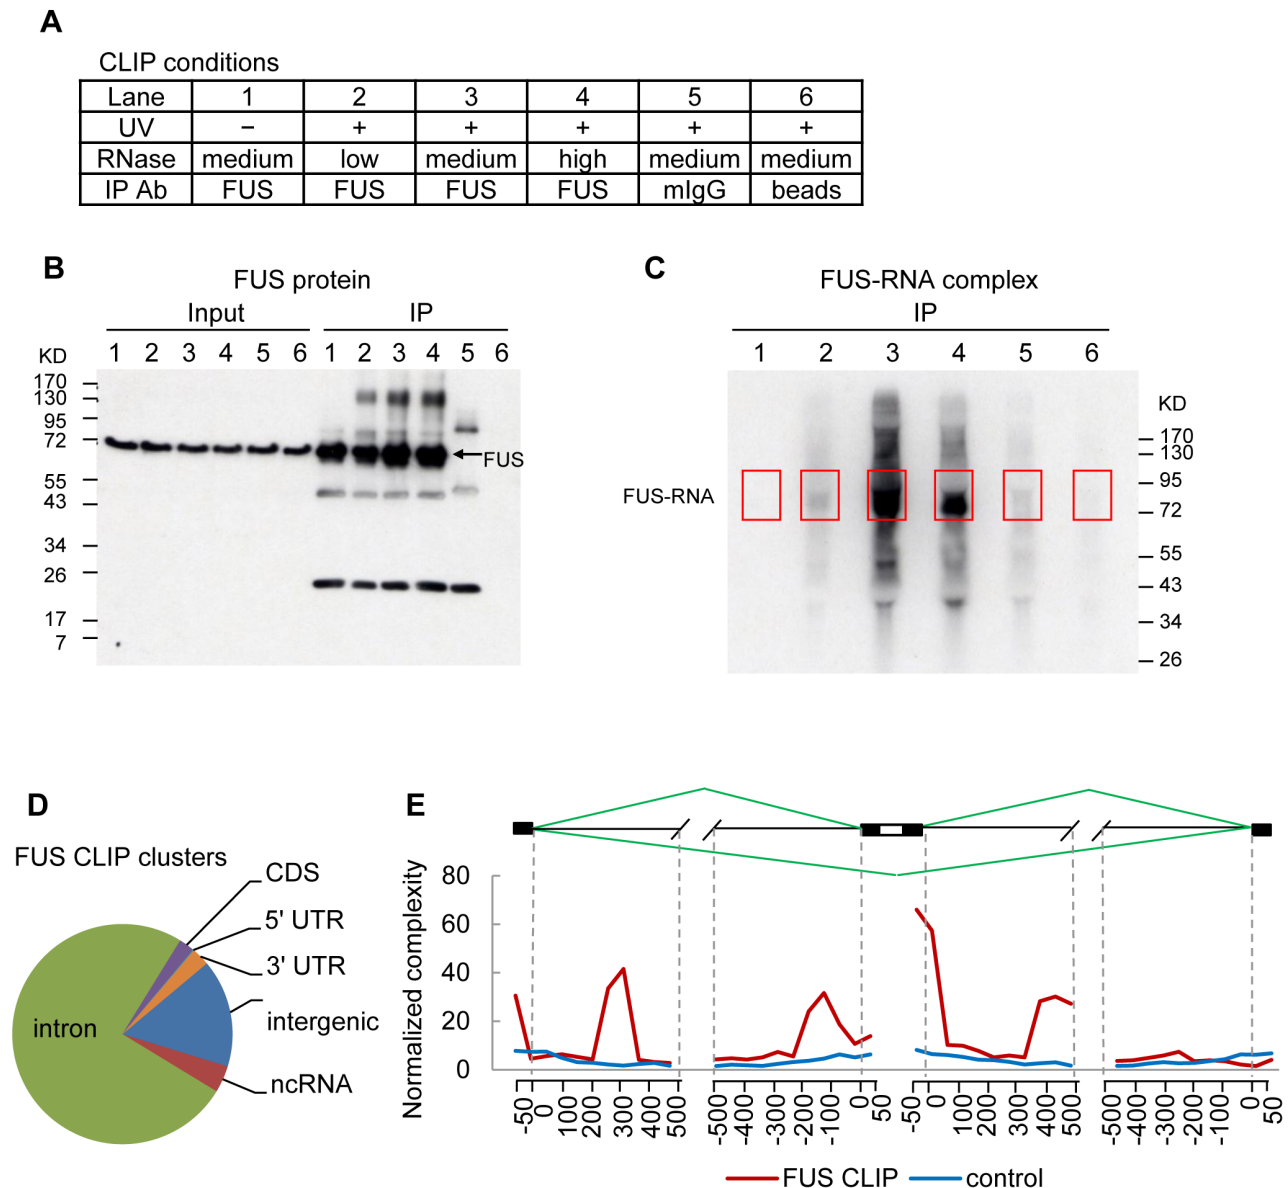 A
CLIP conditions
Lane 1 2 3 4 5 6
UV − + + + + +
RNase medium low medium high medium medium
IP Ab FUS FUS FUS FUS mIgG beads
B
FUS protein
Input IP
KD 1 2 3 4 5 6 1 2 3 4 5 6
170
130
95
72
55
43
34
26
17
7
FUS
C
FUS-RNA complex
IP
1 2 3 4 5 6
KD
170
130
95
72
55
43
34
26
FUS-RNA
D
FUS CLIP clusters
CDS
5' UTR
3' UTR
intergenic
ncRNA
intron
E
Normalized complexity
80
60
40
20
0
-50 0 100 200 300 400 500 -500 -400 -300 -200 -100 0 50 -50 0 100 200 300 400 500 -500 -400 -300 -200 -100 0 50
FUS CLIP control